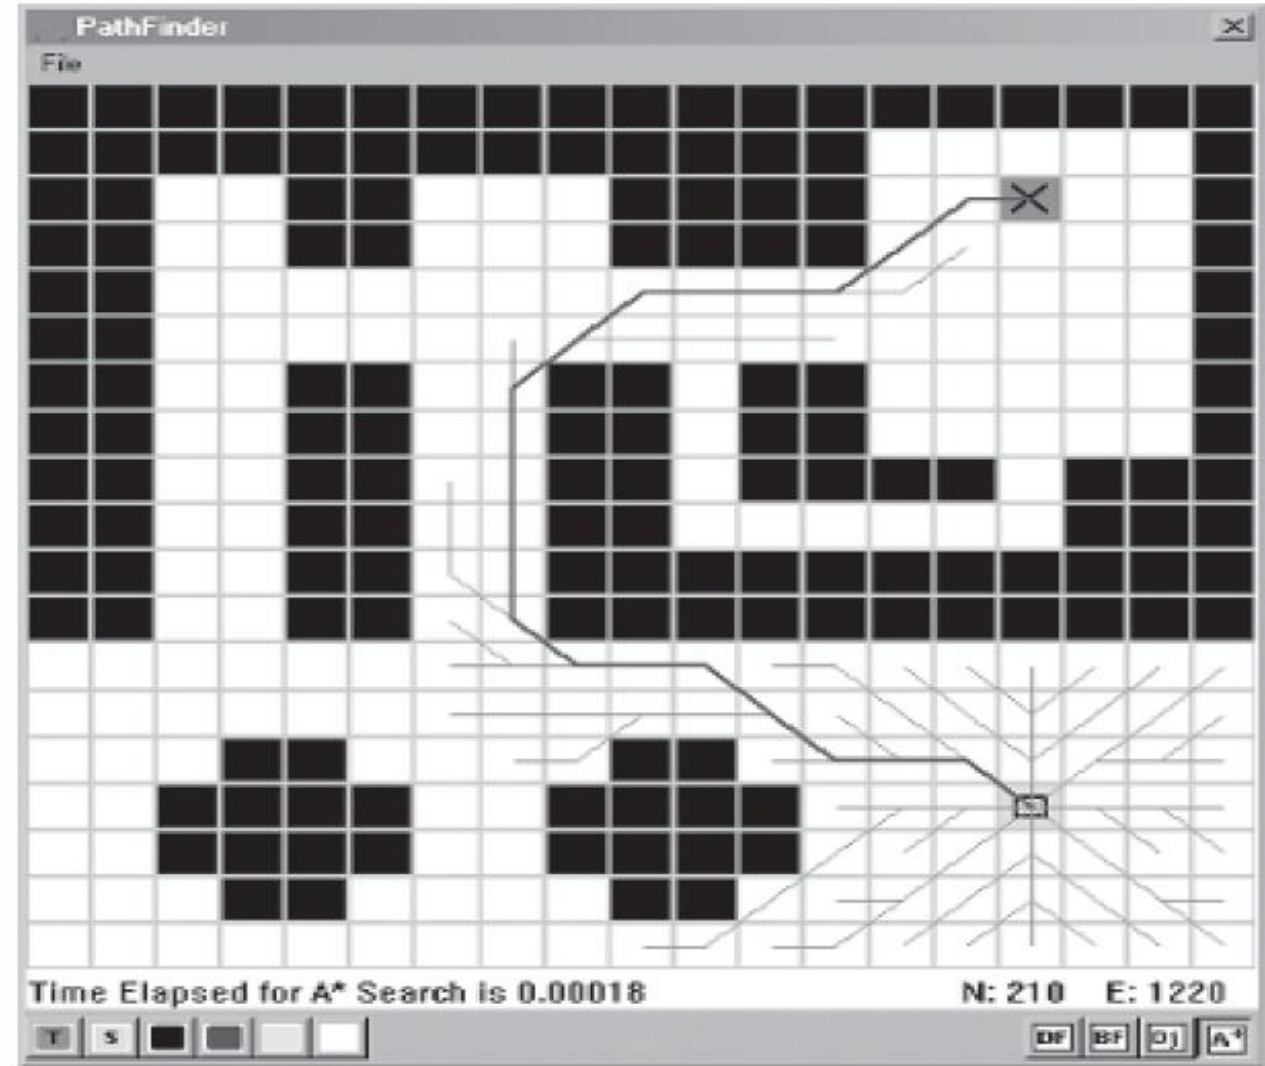 PathFinder
File
Time Elapsed for A* Search is 0.00018 N: 210 E: 1220
T S DF BF Dj A*